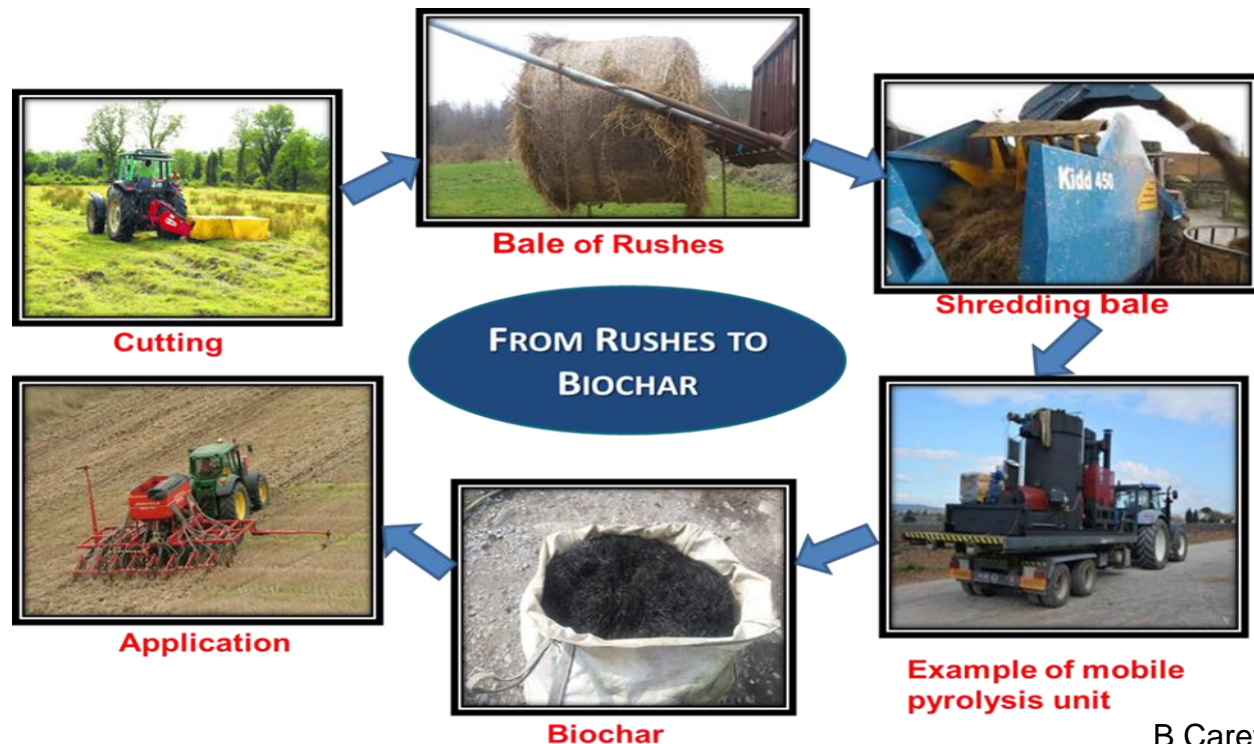 Cutting
Bale of Rushes
Kidd 450
Shredding bale
FROM RUSHES TO
BIOCHAR
Application
Biochar
Example of mobile
pyrolysis unit
B Care